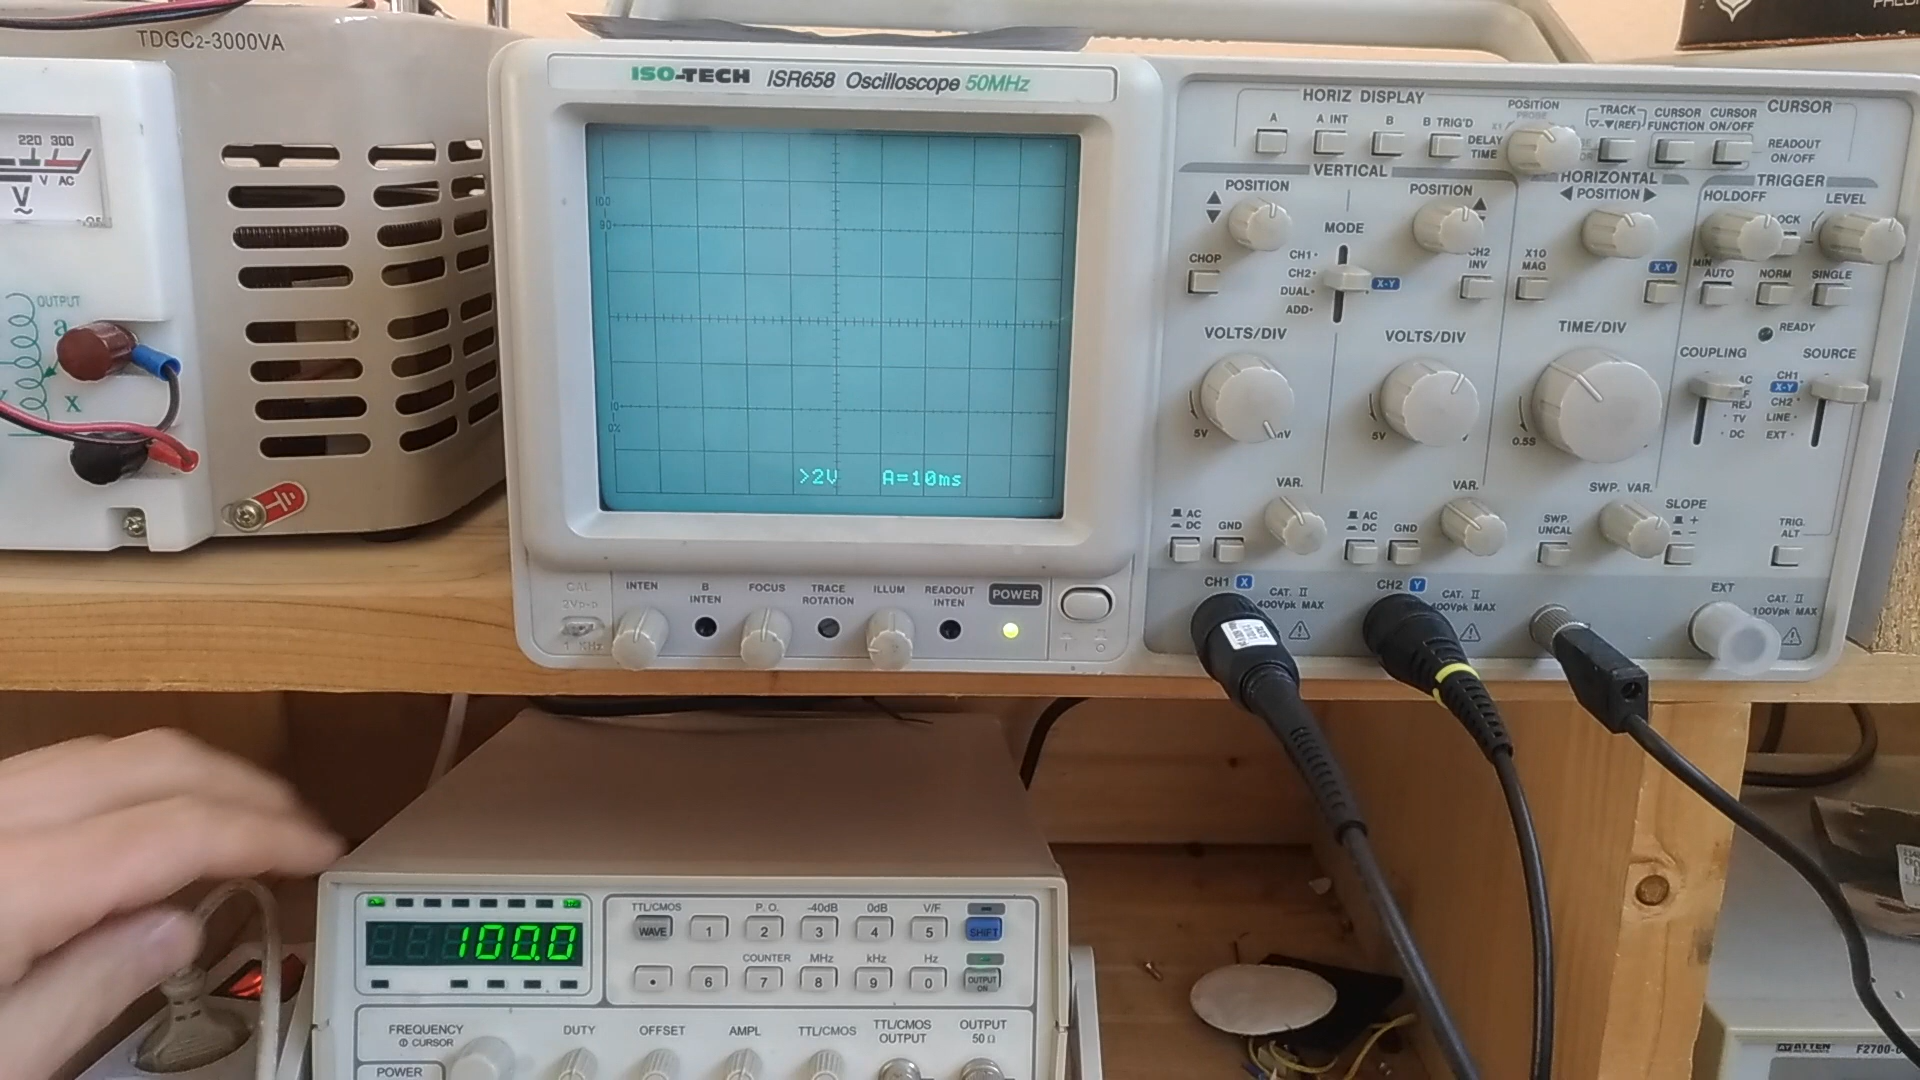 TDGC2-3000VA
220 300
V AC
V
OUTPUT
a
x
ISO-TECH ISR658 Oscilloscope 50MHz
100
90
10
0%
>2V A=10ms
CAL
2Vp-p
1 KHz
INTEN
B
INTEN
FOCUS
TRACE
ROTATION
ILLUM
READOUT
INTEN
POWER
HORIZ DISPLAY
A
A INT
B
B TRIG'D
DELAY
TIME
POSITION
TRACK
(REF)
CURSOR
FUNCTION
CURSOR
ON/OFF
CURSOR
READOUT
ON/OFF
VERTICAL
POSITION
POSITION
MODE
CH1
CH2
DUAL
ADD
X-Y
CHOP
CH2
INV
HORIZONTAL
POSITION
X10
MAG
X-Y
TRIGGER
HOLDOFF
LEVEL
MIN
AUTO
NORM
SINGLE
READY
VOLTS/DIV
5V
VOLTS/DIV
5V
TIME/DIV
0.5S
COUPLING
AC
REJ
TV
DC
SOURCE
CH1
X-Y
CH2
LINE
EXT
VAR.
VAR.
SWP. VAR.
SLOPE
+
−
AC
DC
GND
AC
DC
GND
SWP.
UNCAL
TRIG.
ALT
CH1 X
CAT. II
400Vpk MAX
CH2 Y
CAT. II
400Vpk MAX
EXT
CAT. II
100Vpk MAX
100.0
TTL/CMOS
WAVE
1
P. O.
2
-40dB
3
0dB
4
V/F
5
SHIFT
6
COUNTER
7
MHz
8
kHz
9
Hz
0
OUTPUT
ON
FREQUENCY
CURSOR
DUTY
OFFSET
AMPL
TTL/CMOS
TTL/CMOS
OUTPUT
OUTPUT
50 Ω
POWER
ATTEN